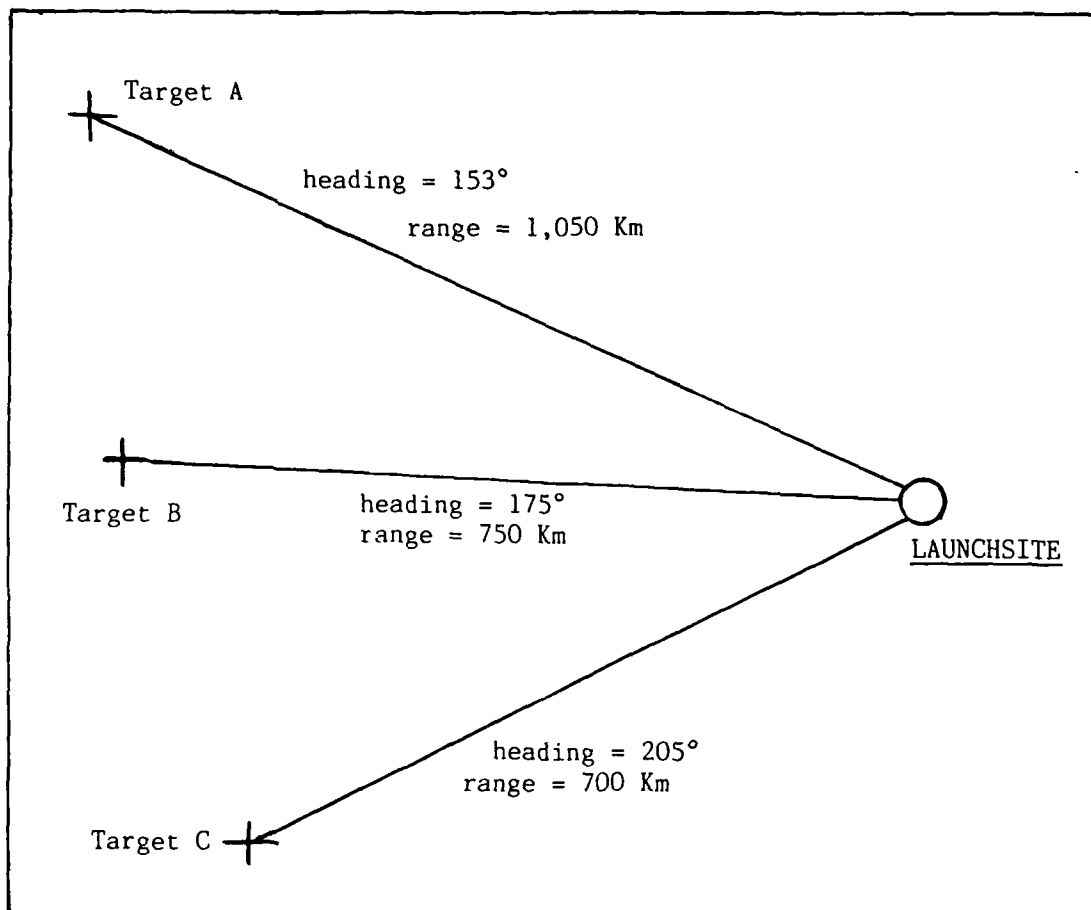 Target A
heading = 153°
range = 1,050 Km
Target B
heading = 175°
range = 750 Km
LAUNCHSITE
heading = 205°
range = 700 Km
Target C